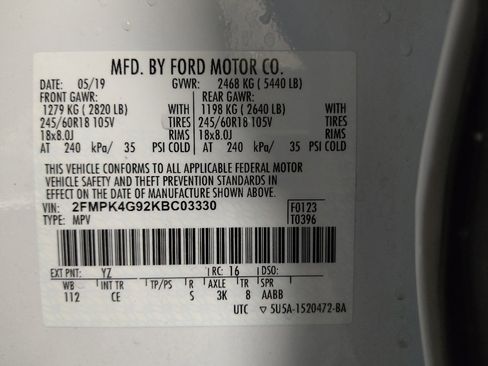 MFD. BY FORD MOTOR CO.
DATE: 05/19 GVWR: 2468 KG ( 5440 LB)
FRONT GAWR: REAR GAWR:
1279 KG ( 2820 LB) WITH 1198 KG ( 2640 LB) WITH
245/60R18 105V TIRES 245/60R18 105V TIRES
18x8.0J RIMS 18x8.0J RIMS
AT 240 kPa/ 35 PSI COLD AT 240 kPa/ 35 PSI COLD
THIS VEHICLE CONFORMS TO ALL APPLICABLE FEDERAL MOTOR
VEHICLE SAFETY AND THEFT PREVENTION STANDARDS IN
EFFECT ON THE DATE OF MANUFACTURE SHOWN ABOVE.
VIN: 2FMPK4G92KBC03330 F0123
TYPE: MPV T0396
EXT PNT: YZ RC: 16 DSO:
WB INT TR TP/PS R AXLE TR SPR
112 CE S 3K 8 AABB
UTC ▽ 5U5A-1520472-BA